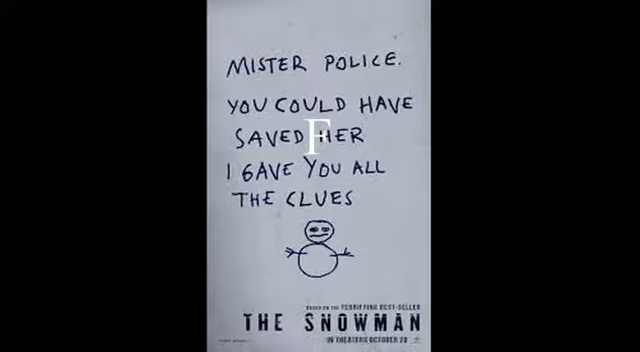 MISTER POLICE.
YOU COULD HAVE
SAVED HER
F
I GAVE YOU ALL
THE CLUES
BASED ON THE TERRIFYING BEST-SELLER
THE SNOWMAN
IN THEATERS OCTOBER 20